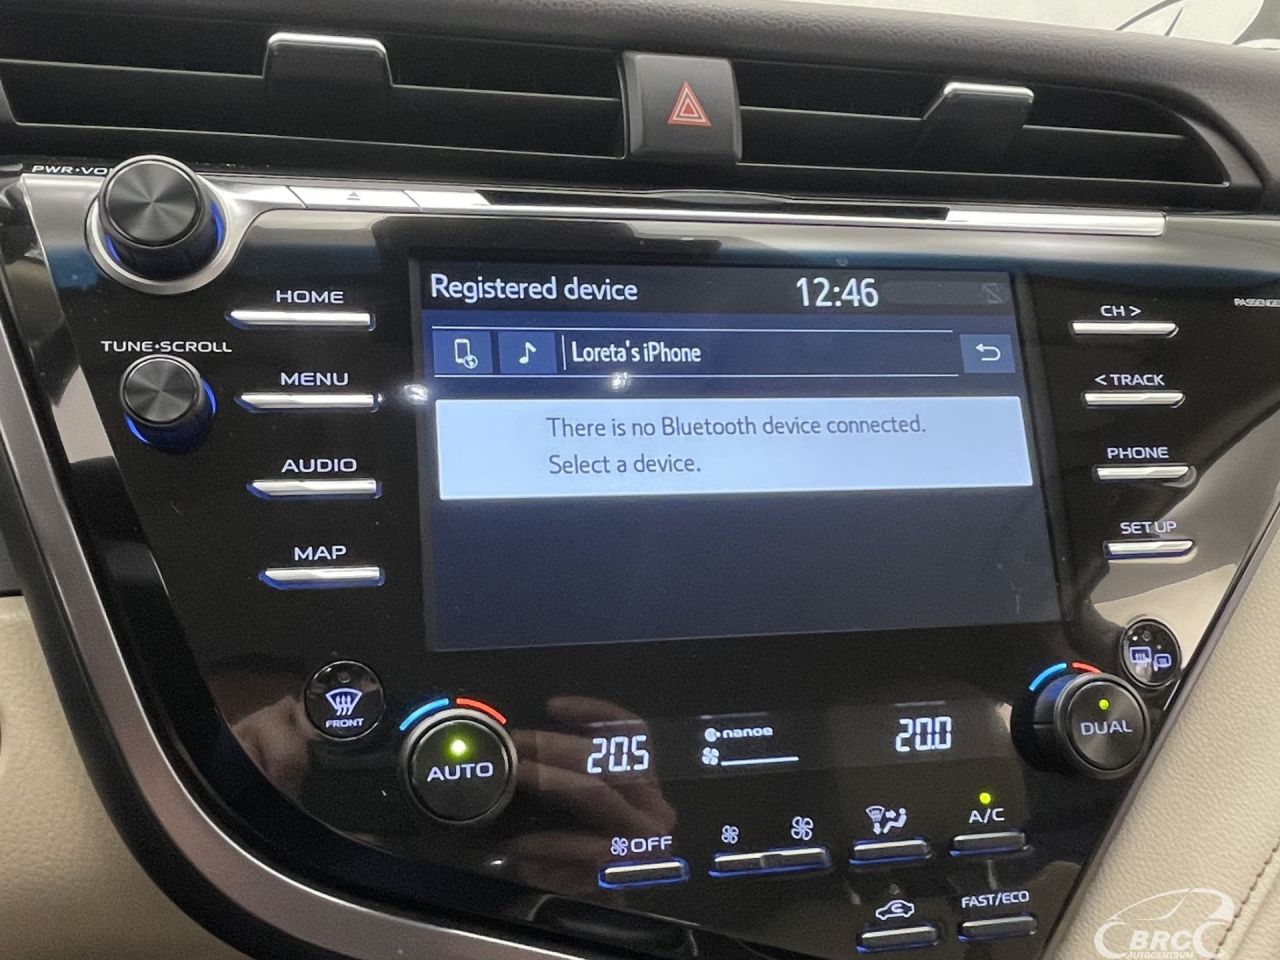 PWR•VO
HOME
TUNE•SCROLL
MENU
AUDIO
MAP
Registered device
12:46
Loreta's iPhone
There is no Bluetooth device connected.
Select a device.
CH >
< TRACK
PHONE
SETUP
PASSENGE
FRONT
AUTO
20.5
nanoe
20.0
DUAL
OFF
A/C
FAST/ECO
BRC
AUTOCENTRUM